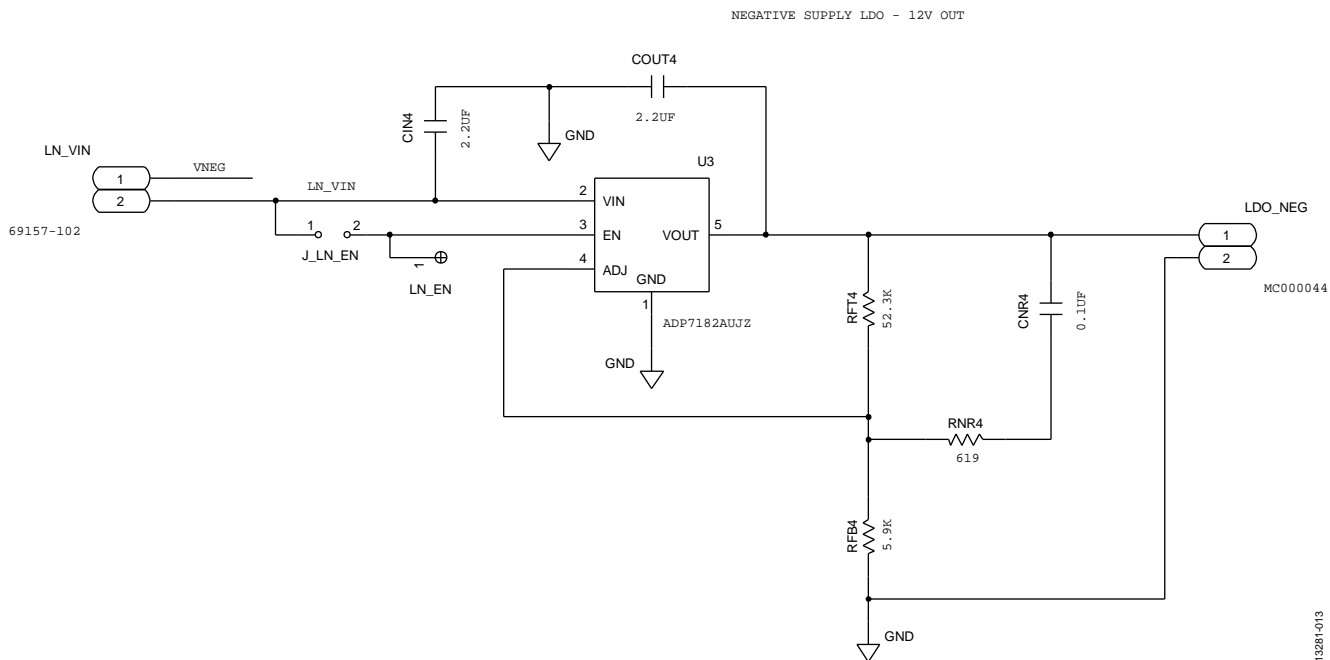 NEGATIVE SUPPLY LDO - 12V OUT
COUT4
2.2UF
CIN4
2.2UF
GND
LN_VIN
1
2
VNEG
LN_VIN
69157-102
1
2
J_LN_EN
1
LN_EN
U3
2
VIN
3
EN
4
ADJ
VOUT
5
GND
1
ADP7182AUJZ
GND
RFT4
52.3K
CNR4
0.1UF
LDO_NEG
1
2
MC000044
RNR4
619
RFB4
5.9K
GND
13281-013